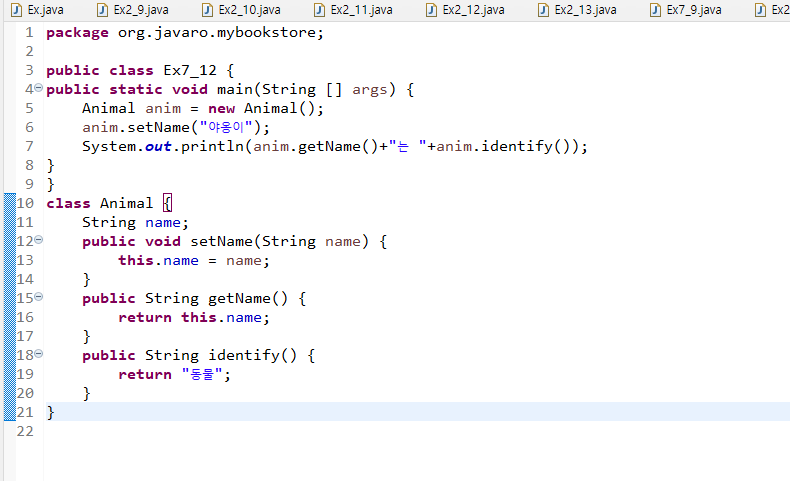 Ex.java Ex2_9.java Ex2_10.java Ex2_11.java Ex2_12.java Ex2_13.java Ex7_9.java Ex2
1 package org.javaro.mybookstore;
2
3 public class Ex7_12 {
4 public static void main(String [] args) {
5     Animal anim = new Animal();
6     anim.setName("야옹이");
7     System.out.println(anim.getName()+"는 "+anim.identify());
8 }
9 }
10 class Animal {
11     String name;
12     public void setName(String name) {
13         this.name = name;
14     }
15     public String getName() {
16         return this.name;
17     }
18     public String identify() {
19         return "동물";
20     }
21 }
22